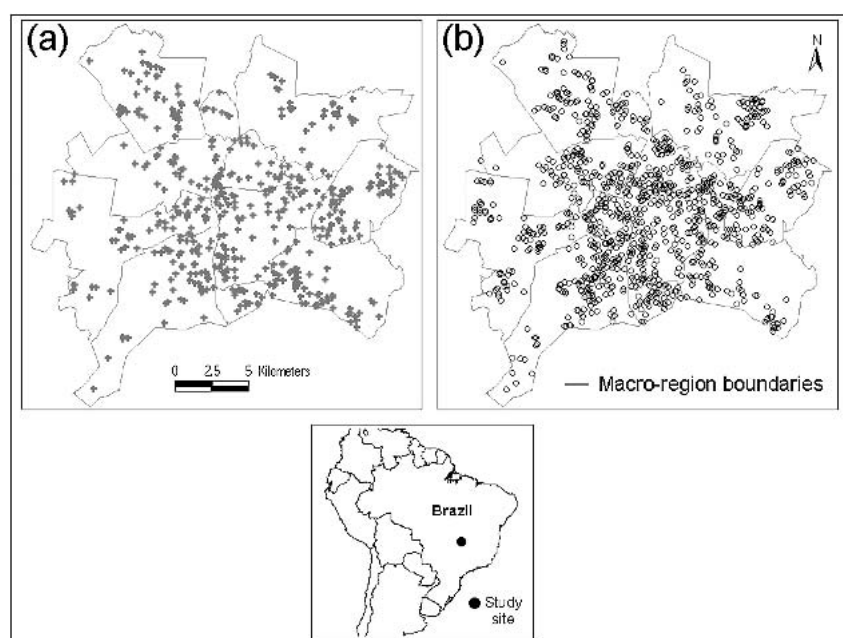 (a)
(b)
N
0 2.5 5 Kilometers
Macro-region boundaries
Brazil
Study
site